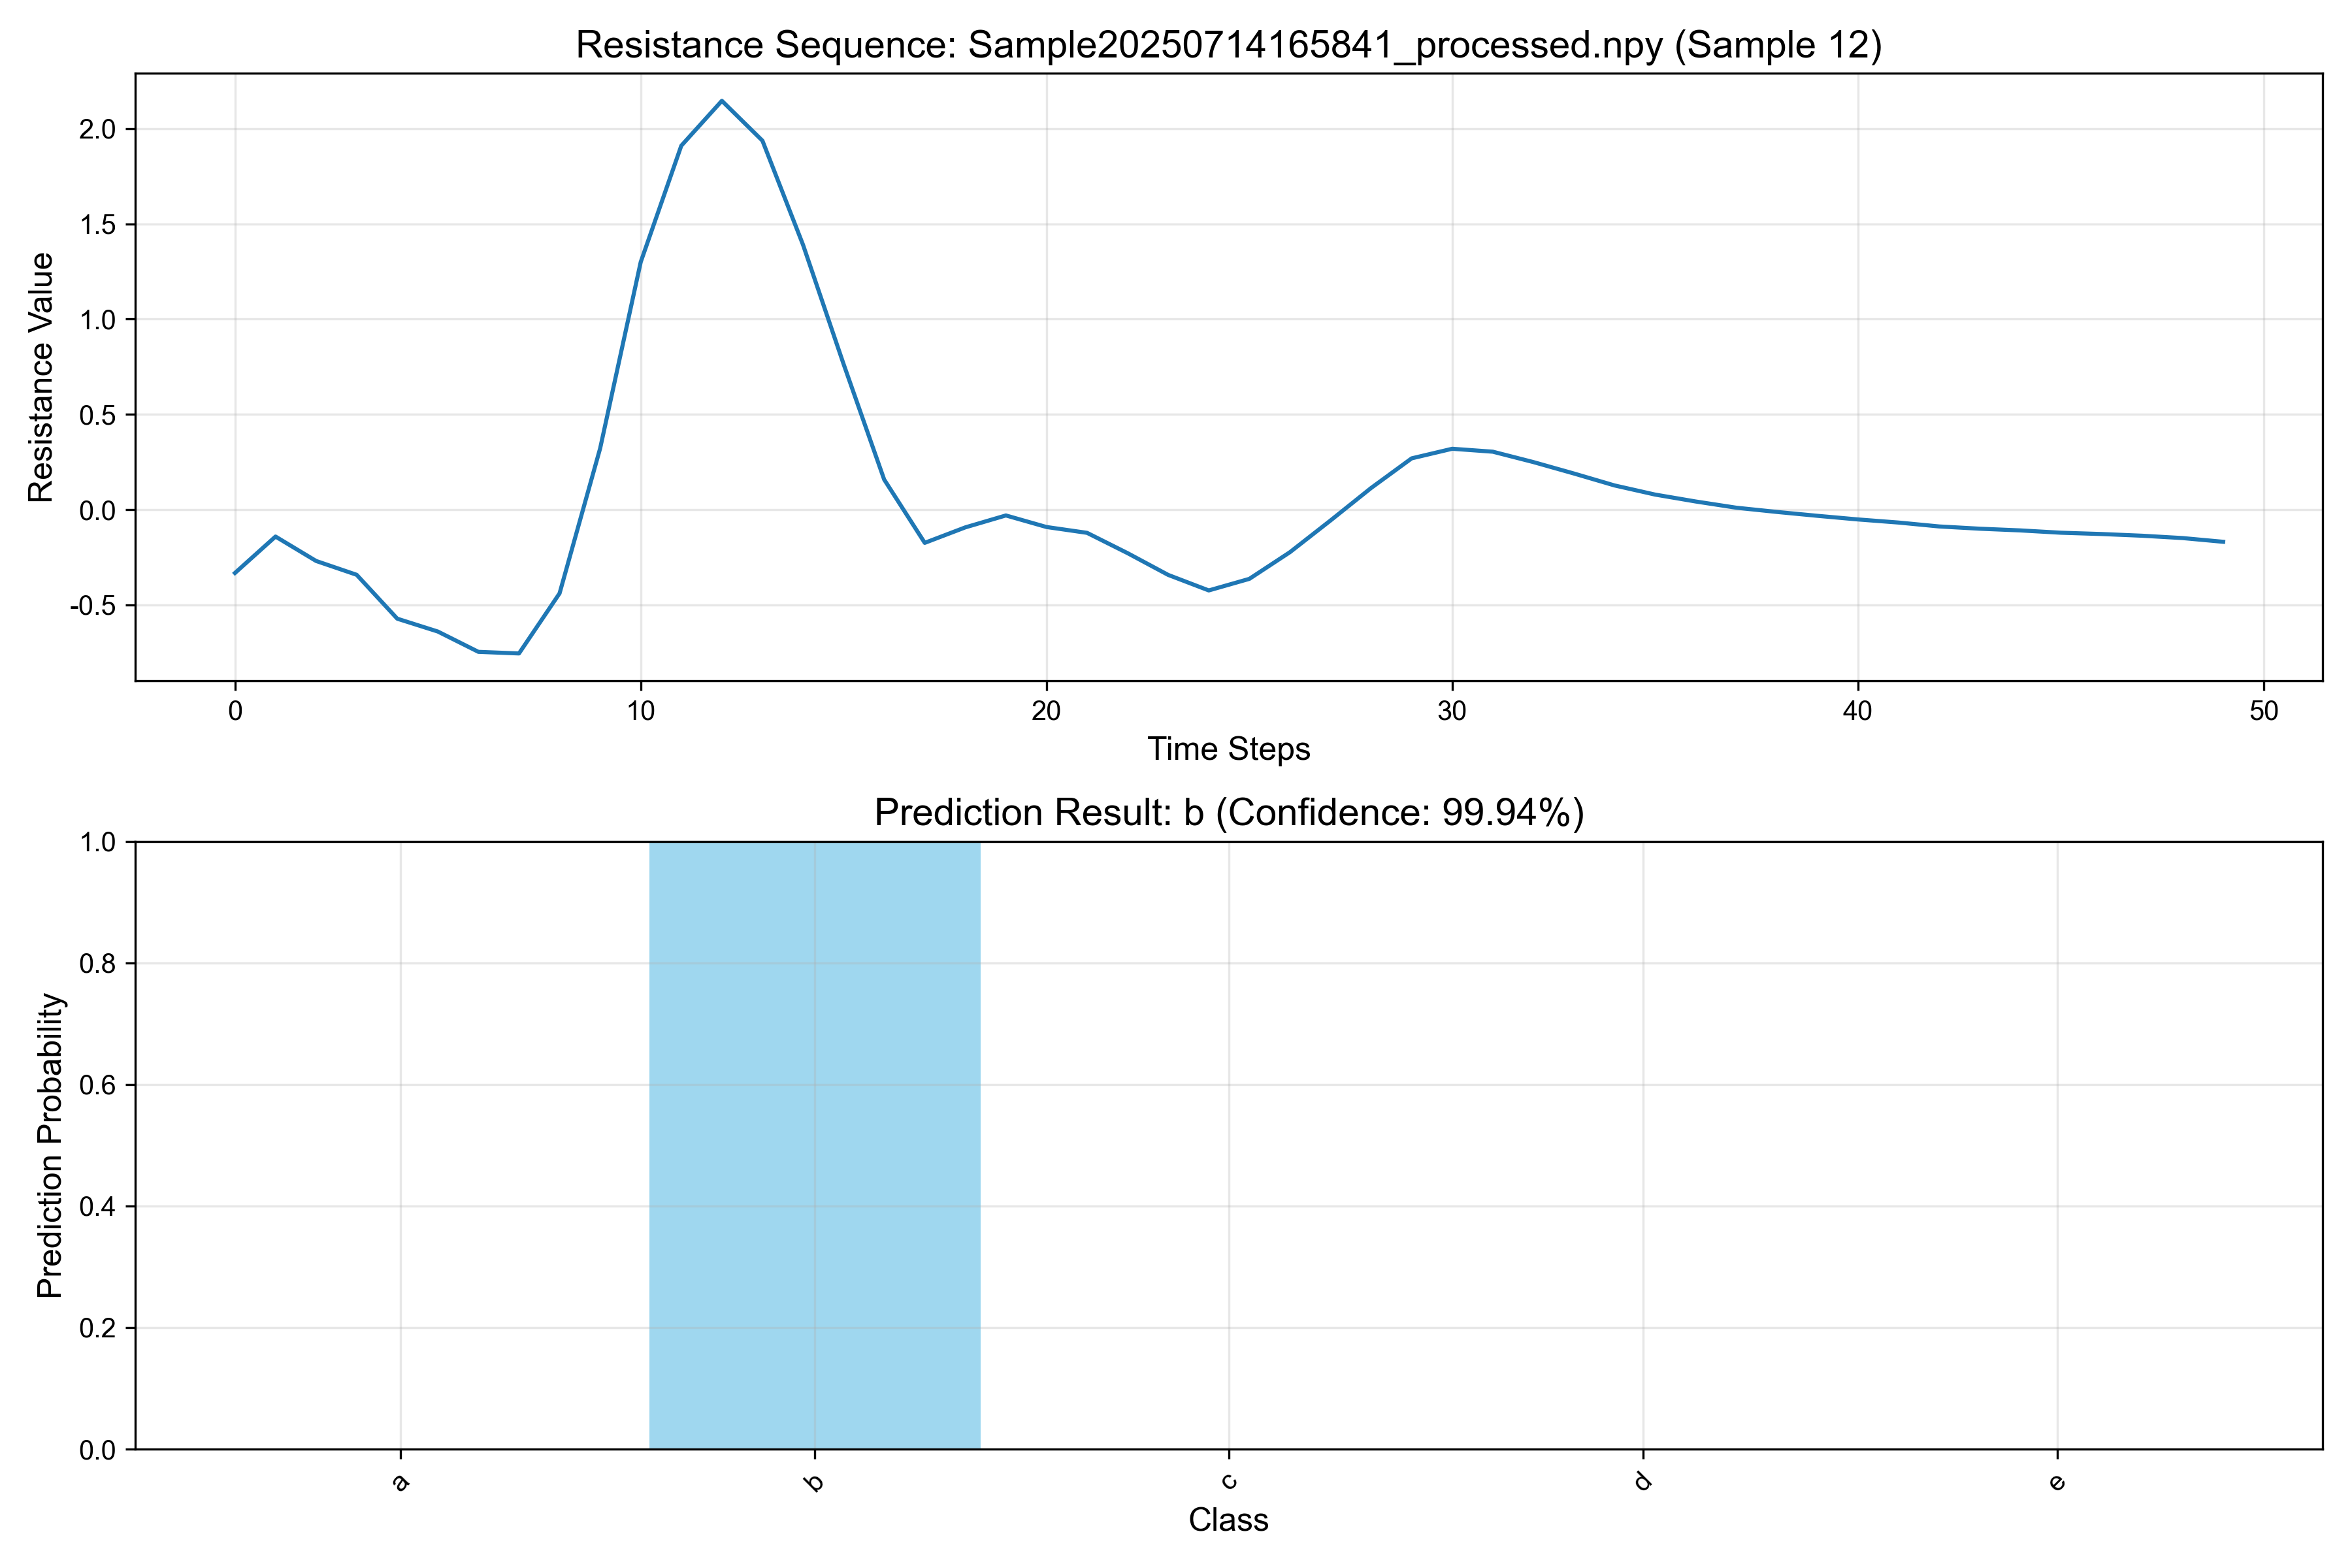 Resistance Sequence: Sample20250714165841_processed.npy (Sample 12)
Resistance Value
2.0
1.5
1.0
0.5
0.0
-0.5
0 10 20 30 40 50
Time Steps
Prediction Result: b (Confidence: 99.94%)
Prediction Probability
1.0
0.8
0.6
0.4
0.2
0.0
a b c d e
Class